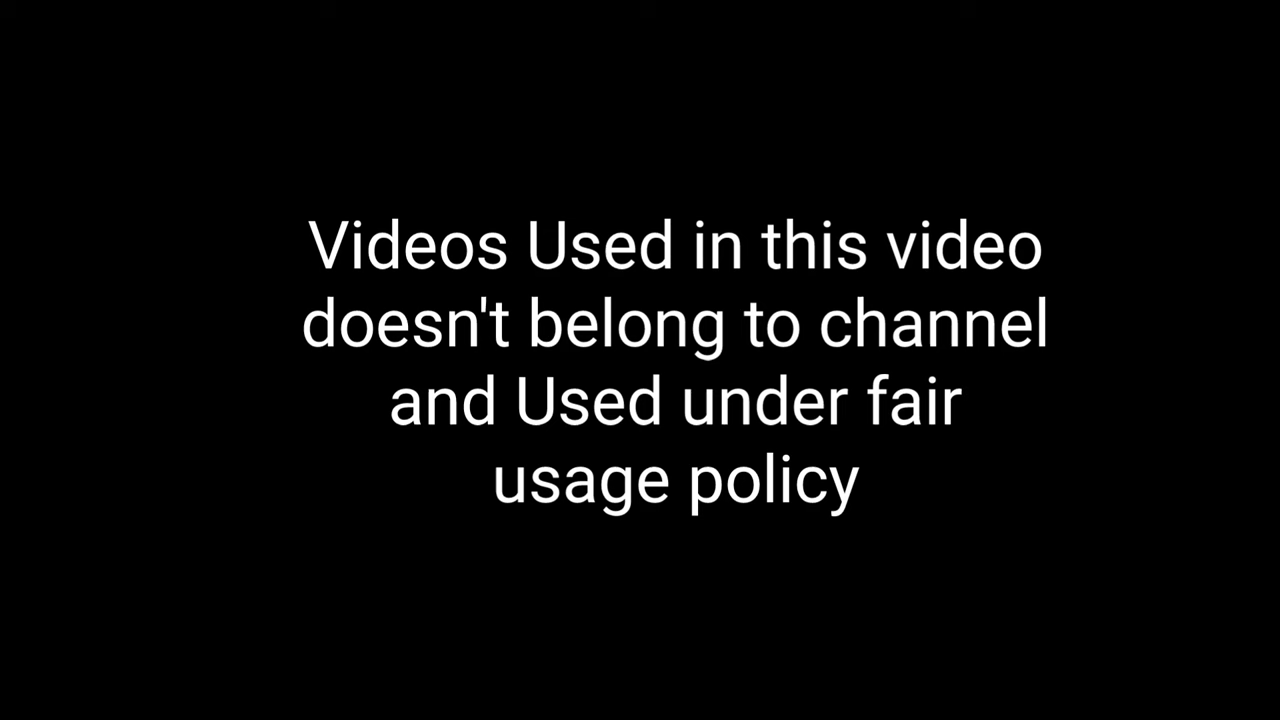 Videos Used in this video
doesn't belong to channel
and Used under fair
usage policy